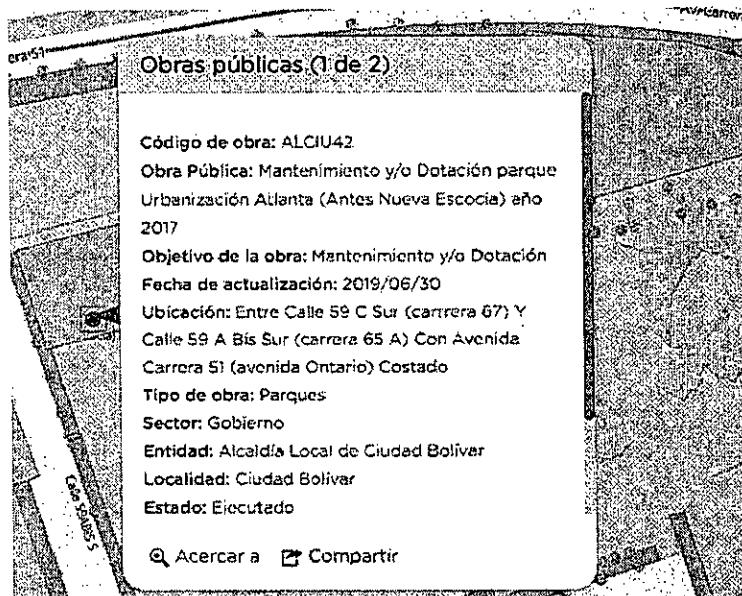 Obras públicas (1 de 2)
Código de obra: ALCIU42
Obra Pública: Mantenimiento y/o Dotación parque
Urbanización Atlanta (Antes Nueva Escocia) año
2017
Objetivo de la obra: Mantenimiento y/o Dotación
Fecha de actualización: 2019/06/30
Ubicación: Entre Calle 59 C Sur (carrrera 67) Y
Calle 59 A Bis Sur (carrera 65 A) Con Avenida
Carrera 51 (avenida Ontario) Costado
Tipo de obra: Parques
Sector: Gobierno
Entidad: Alcaldía Local de Ciudad Bolívar
Localidad: Ciudad Bolívar
Estado: Ejecutado
Acercar a Compartir